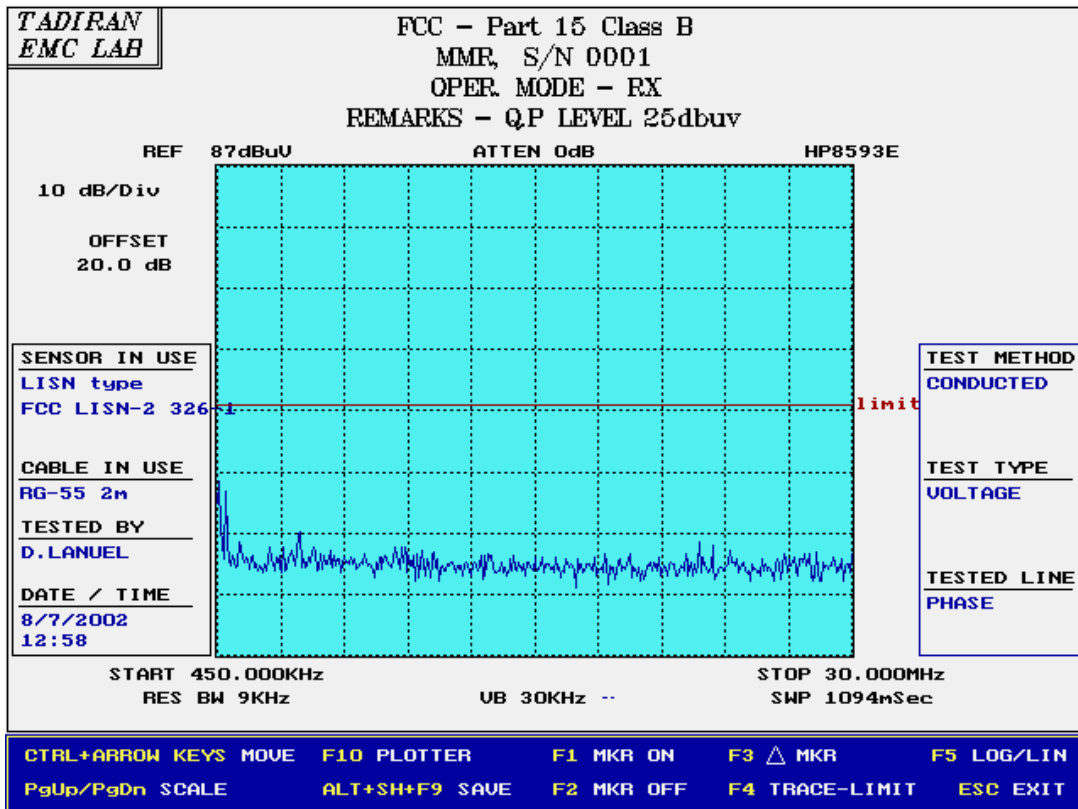 TADIRAN
EMC LAB
FCC - Part 15 Class B
MMR, S/N 0001
OPER. MODE - RX
REMARKS - Q.P LEVEL 25dbuv
REF 87dBuV ATTEN 0dB HP8593E
10 dB/Div
OFFSET
20.0 dB
SENSOR IN USE
LISN type
FCC LISN-2 326-1
CABLE IN USE
RG-55 2m
TESTED BY
D.LANUEL
DATE / TIME
8/7/2002
12:58
limit
TEST METHOD
CONDUCTED
TEST TYPE
VOLTAGE
TESTED LINE
PHASE
START 450.000KHz STOP 30.000MHz
RES BW 9KHz VB 30KHz -- SWP 1094mSec
CTRL+ARROW KEYS MOVE F10 PLOTTER F1 MKR ON F3 △ MKR F5 LOG/LIN
PgUp/PgDn SCALE ALT+SH+F9 SAVE F2 MKR OFF F4 TRACE-LIMIT ESC EXIT